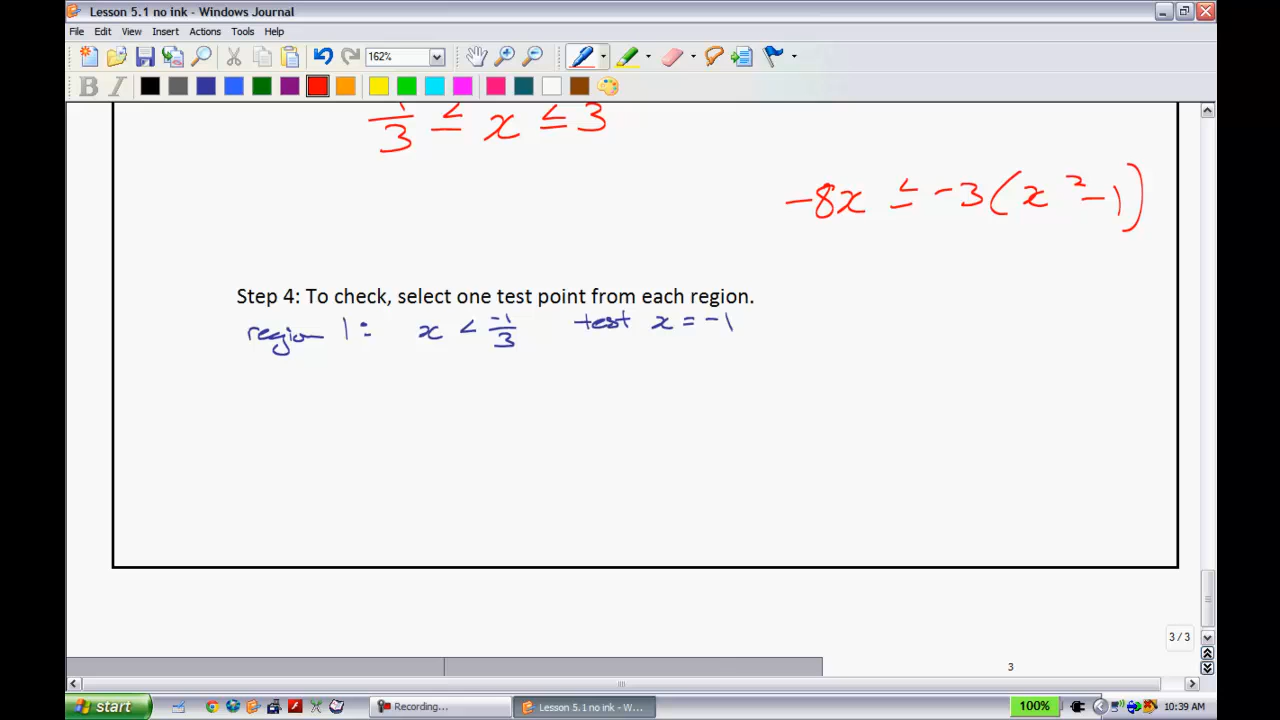 Lesson 5.1 no ink - Windows Journal
File Edit View Insert Actions Tools Help
162%
B I
1/3 ≤ x ≤ 3
-8x ≤ -3(x² -1)
Step 4: To check, select one test point from each region.
region 1: x < -1/3 test x = -1
3 / 3
3
start Recording... Lesson 5.1 no ink - W... 100% 10:39 AM